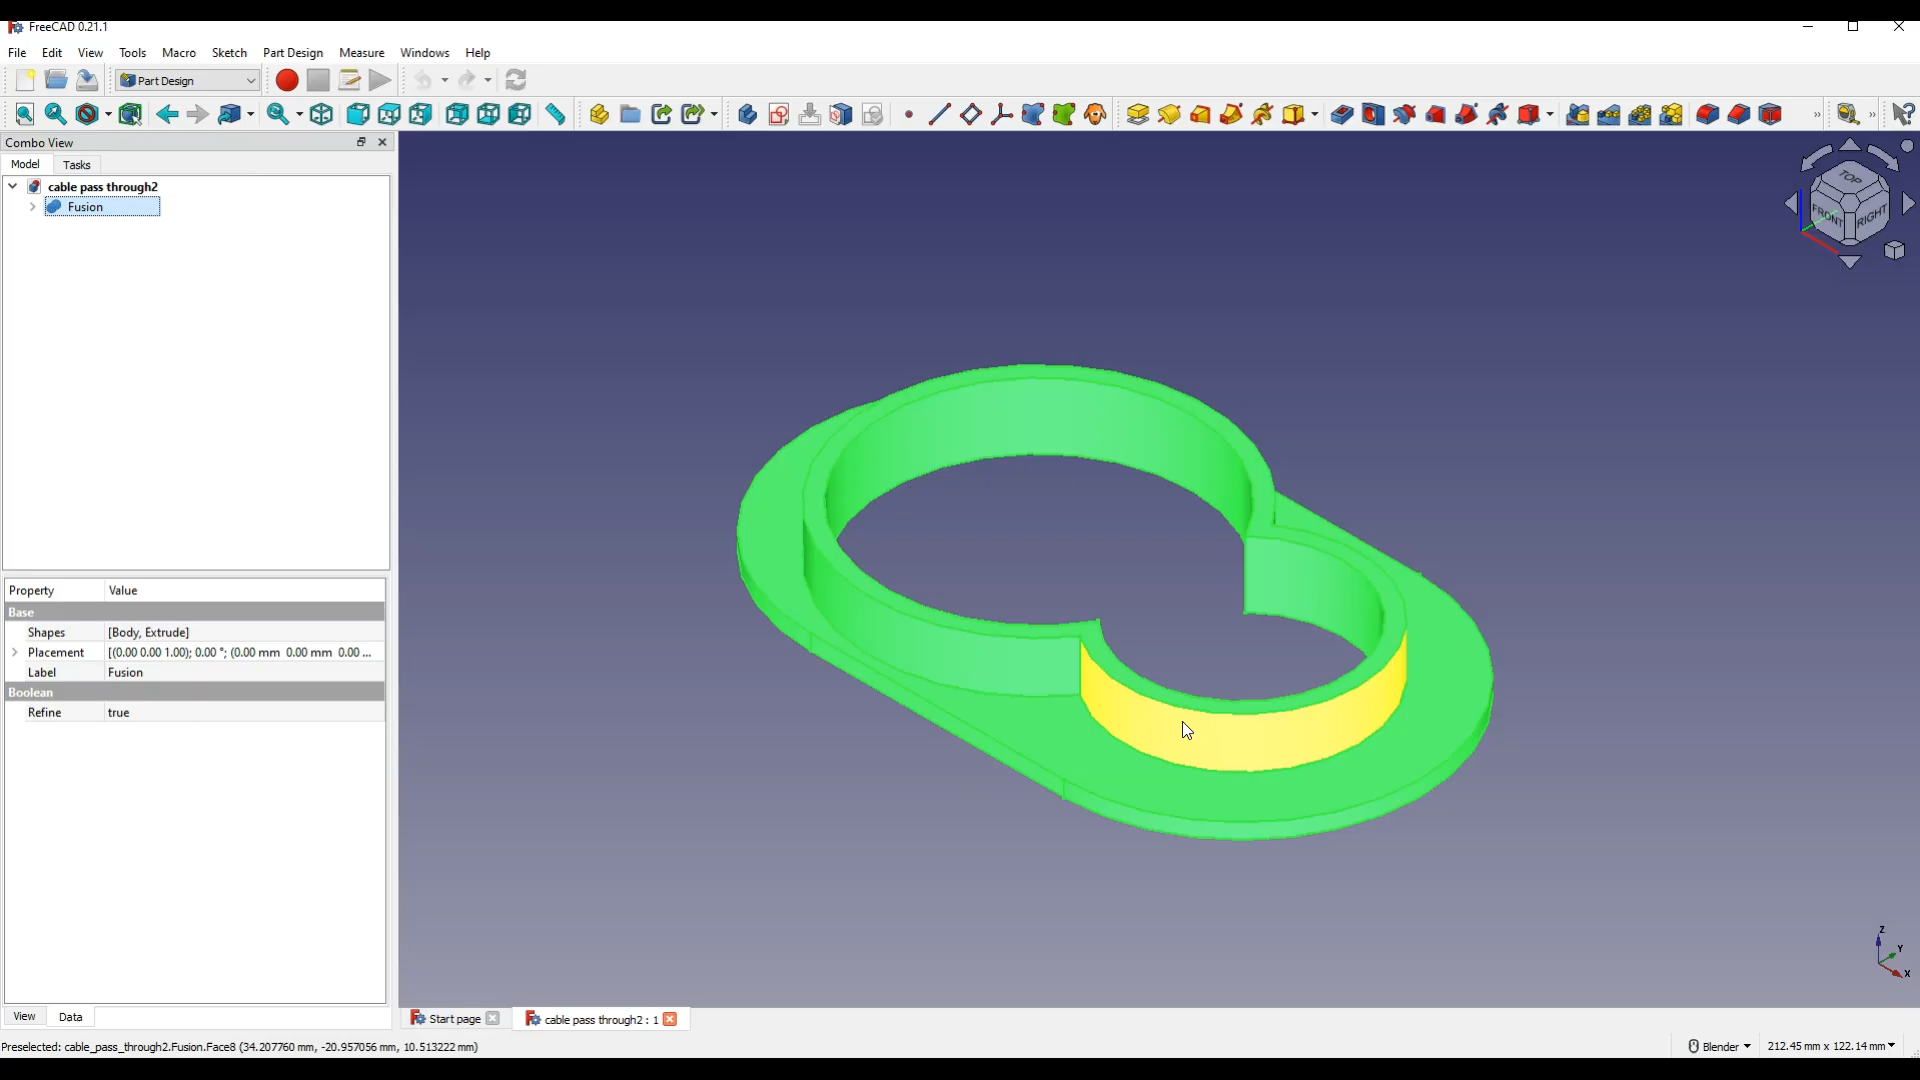 FreeCAD 0.21.1
File Edit View Tools Macro Sketch Part Design Measure Windows Help
Part Design
Combo View
Model Tasks
cable pass through2
Fusion
TOP
FRONT RIGHT
Property Value
Base
Shapes [Body, Extrude]
Placement [(0.00 0.00 1.00); 0.00 °; (0.00 mm 0.00 mm 0.00 ...
Label Fusion
Boolean
Refine true
Z
Y
X
View Data
Start page
cable pass through2 : 1
Preselected: cable_pass_through2.Fusion.Face8 (34.207760 mm, -20.957056 mm, 10.513222 mm)
Blender
212.45 mm x 122.14 mm